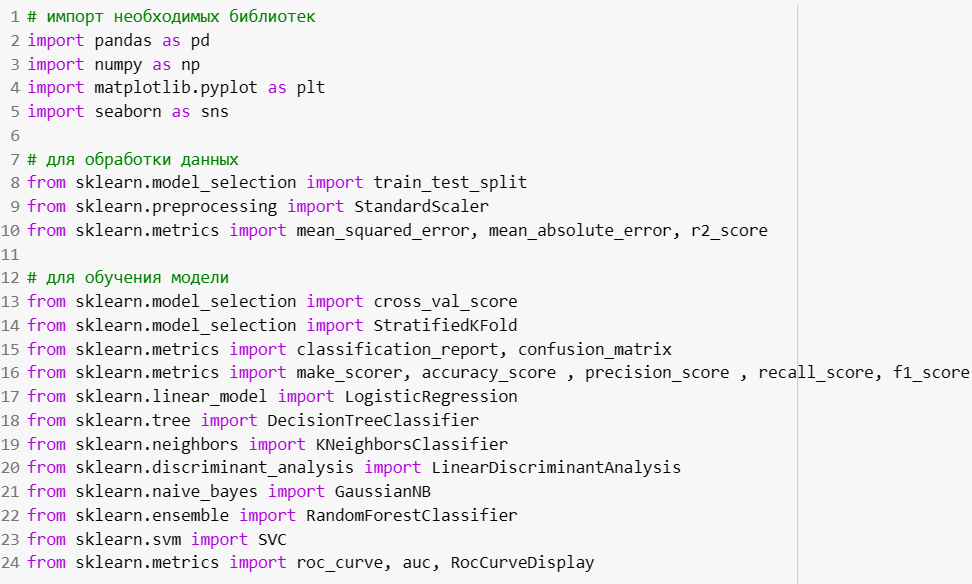 1 # импорт необходимых библиотек
2 import pandas as pd
3 import numpy as np
4 import matplotlib.pyplot as plt
5 import seaborn as sns
6
7 # для обработки данных
8 from sklearn.model_selection import train_test_split
9 from sklearn.preprocessing import StandardScaler
10 from sklearn.metrics import mean_squared_error, mean_absolute_error, r2_score
11
12 # для обучения модели
13 from sklearn.model_selection import cross_val_score
14 from sklearn.model_selection import StratifiedKFold
15 from sklearn.metrics import classification_report, confusion_matrix
16 from sklearn.metrics import make_scorer, accuracy_score , precision_score , recall_score, f1_score
17 from sklearn.linear_model import LogisticRegression
18 from sklearn.tree import DecisionTreeClassifier
19 from sklearn.neighbors import KNeighborsClassifier
20 from sklearn.discriminant_analysis import LinearDiscriminantAnalysis
21 from sklearn.naive_bayes import GaussianNB
22 from sklearn.ensemble import RandomForestClassifier
23 from sklearn.svm import SVC
24 from sklearn.metrics import roc_curve, auc, RocCurveDisplay